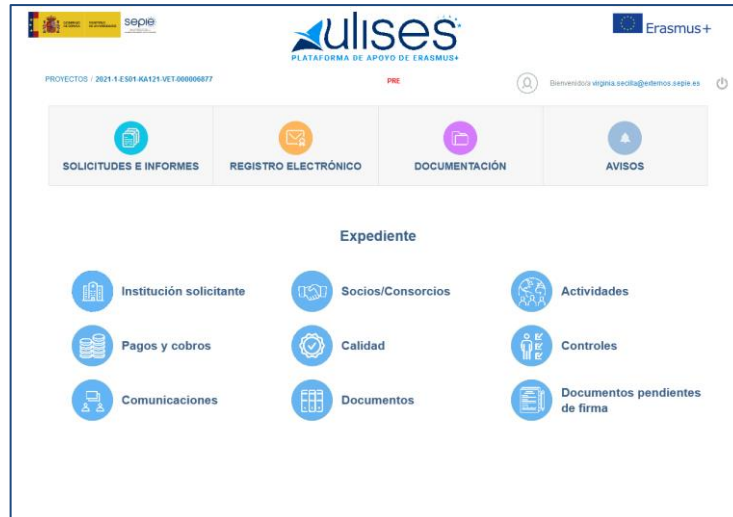 sepie
ulises
PLATAFORMA DE APOYO DE ERASMUS+
Erasmus+
PROYECTOS / 2021-1-ES01-KA121-VET-000006877
PRE
Bienvenido/a virginia.secilla@externos.sepie.es
SOLICITUDES E INFORMES
REGISTRO ELECTRÓNICO
DOCUMENTACIÓN
AVISOS
Expediente
Institución solicitante
Socios/Consorcios
Actividades
Pagos y cobros
Calidad
Controles
Comunicaciones
Documentos
Documentos pendientes
de firma